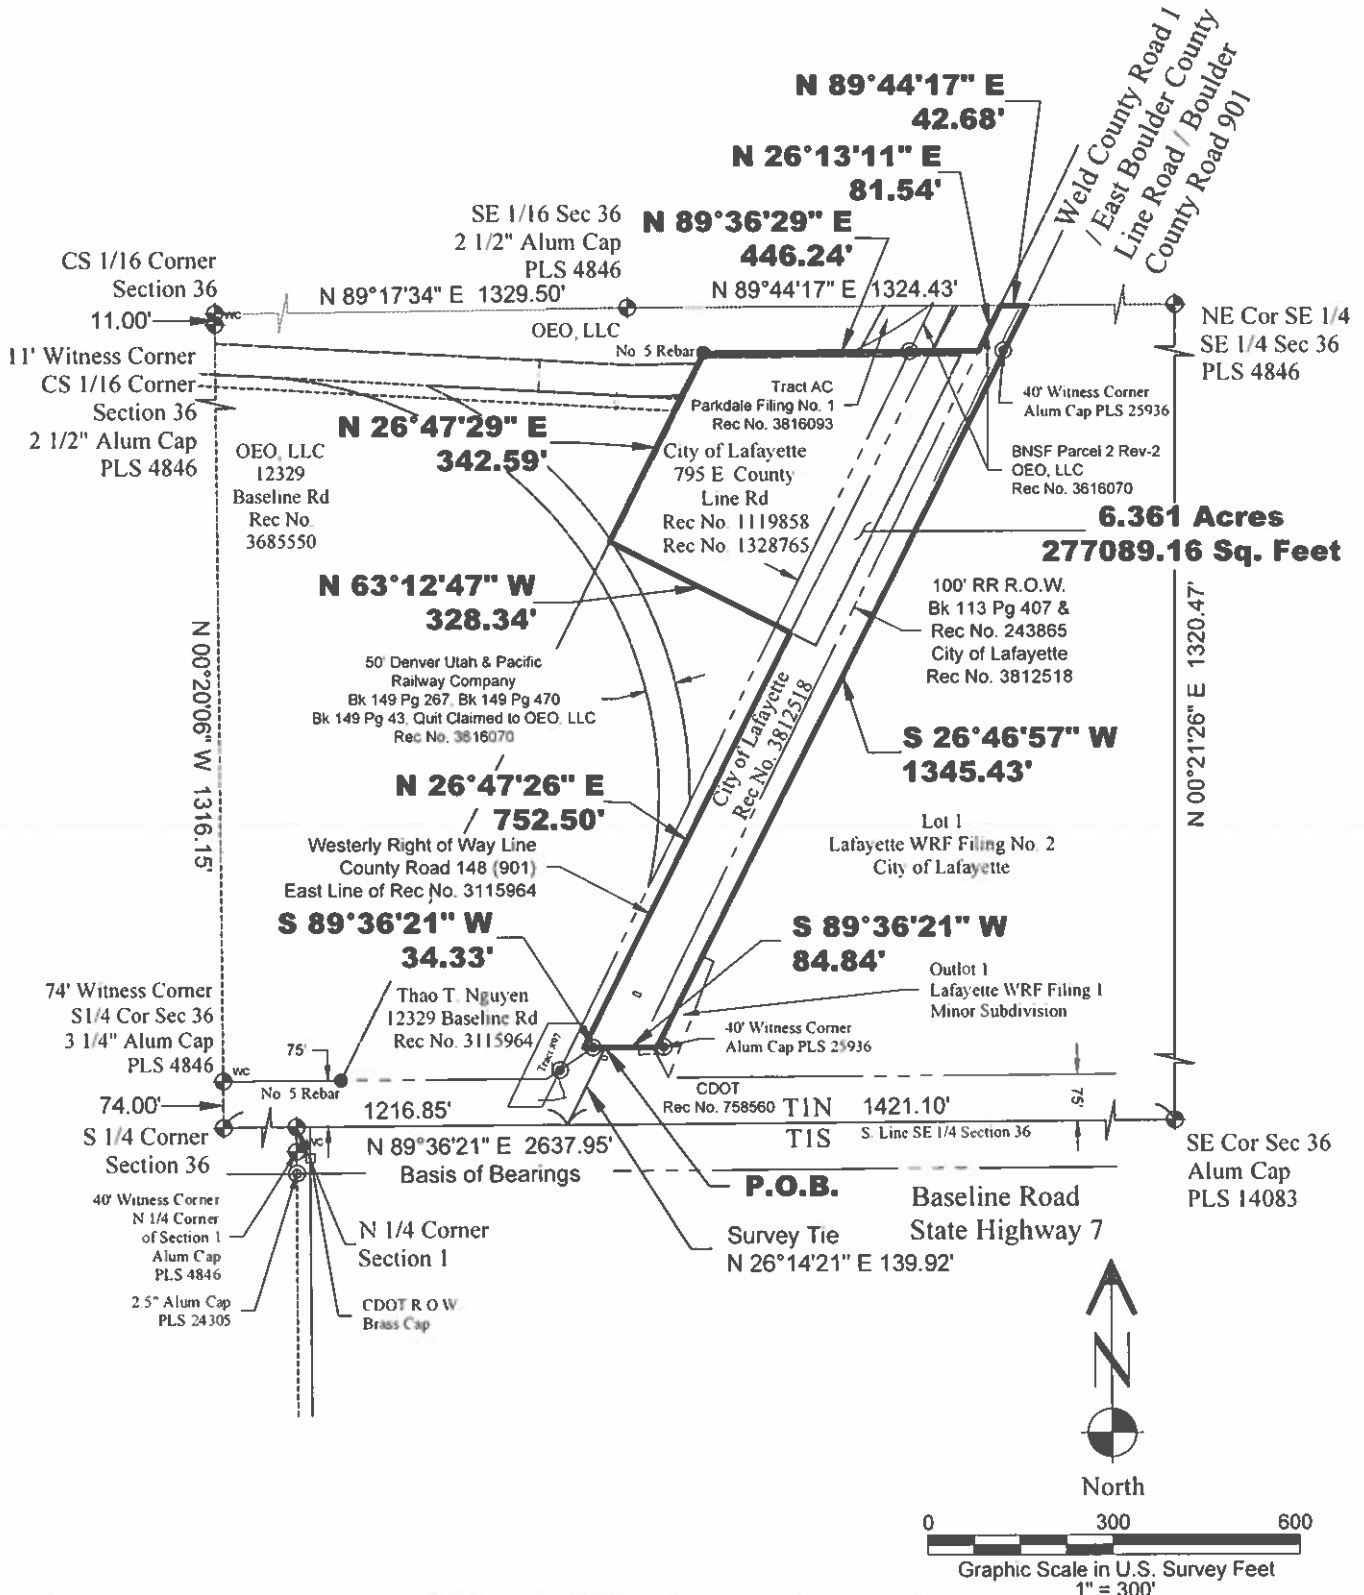 Weld County Road 1
/ East Boulder County
Line Road / Boulder
County Road 901
N 89°44'17" E
42.68'
N 26°13'11" E
81.54'
SE 1/16 Sec 36
2 1/2" Alum Cap
PLS 4846
N 89°36'29" E
446.24'
CS 1/16 Corner
Section 36
11.00'
WC
N 89°17'34" E 1329.50'
N 89°44'17" E 1324.43'
OEO, LLC
No 5 Rebar
NE Cor SE 1/4
SE 1/4 Sec 36
PLS 4846
11' Witness Corner
CS 1/16 Corner
Section 36
2 1/2" Alum Cap
PLS 4846
Tract AC
Parkdale Filing No. 1
Rec No. 3816093
40' Witness Corner
Alum Cap PLS 25936
N 26°47'29" E
342.59'
OEO, LLC
12329
Baseline Rd
Rec No.
3685550
City of Lafayette
795 E County
Line Rd
Rec No. 1119858
Rec No. 1328765
BNSF Parcel 2 Rev-2
OEO, LLC
Rec No. 3616070
6.361 Acres
277089.16 Sq. Feet
N 63°12'47" W
328.34'
100' RR R.O.W.
Bk 113 Pg 407 &
Rec No. 243865
City of Lafayette
Rec No. 3812518
N 00°20'06" W 1316.15'
N 00°21'26" E 1320.47'
50' Denver Utah & Pacific
Railway Company
Bk 149 Pg 267, Bk 149 Pg 470
Bk 149 Pg 43, Quit Claimed to OEO, LLC
Rec No. 3616070
City of Lafayette
Rec No. 3812518
S 26°46'57" W
1345.43'
N 26°47'26" E
752.50'
Westerly Right of Way Line
County Road 148 (901)
East Line of Rec No. 3115964
Lot 1
Lafayette WRF Filing No. 2
City of Lafayette
S 89°36'21" W
34.33'
S 89°36'21" W
84.84'
Outlot 1
Lafayette WRF Filing 1
Minor Subdivision
74' Witness Corner
S1/4 Cor Sec 36
3 1/4" Alum Cap
PLS 4846
Thao T. Nguyen
12329 Baseline Rd
Rec No. 3115964
40' Witness Corner
Alum Cap PLS 25936
75'
WC
No 5 Rebar
74.00'
CDOT
Rec No. 758560
75'
1216.85'
T1N
1421.10'
S 1/4 Corner
Section 36
WC
N 89°36'21" E 2637.95'
T1S
S. Line SE 1/4 Section 36
Basis of Bearings
SE Cor Sec 36
Alum Cap
PLS 14083
P.O.B.
Baseline Road
State Highway 7
40' Witness Corner
N 1/4 Corner
of Section 1
Alum Cap
PLS 4846
N 1/4 Corner
Section 1
Survey Tie
N 26°14'21" E 139.92'
2.5" Alum Cap
PLS 24305
CDOT R O W
Brass Cap
N
North
0 300 600
Graphic Scale in U.S. Survey Feet
1" = 300'